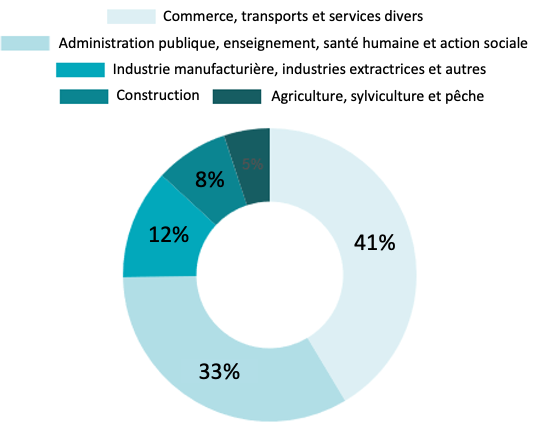 Commerce, transports et services divers
Administration publique, enseignement, santé humaine et action sociale
Industrie manufacturière, industries extractrices et autres
Construction Agriculture, sylviculture et pêche
5%
8%
12%
41%
33%